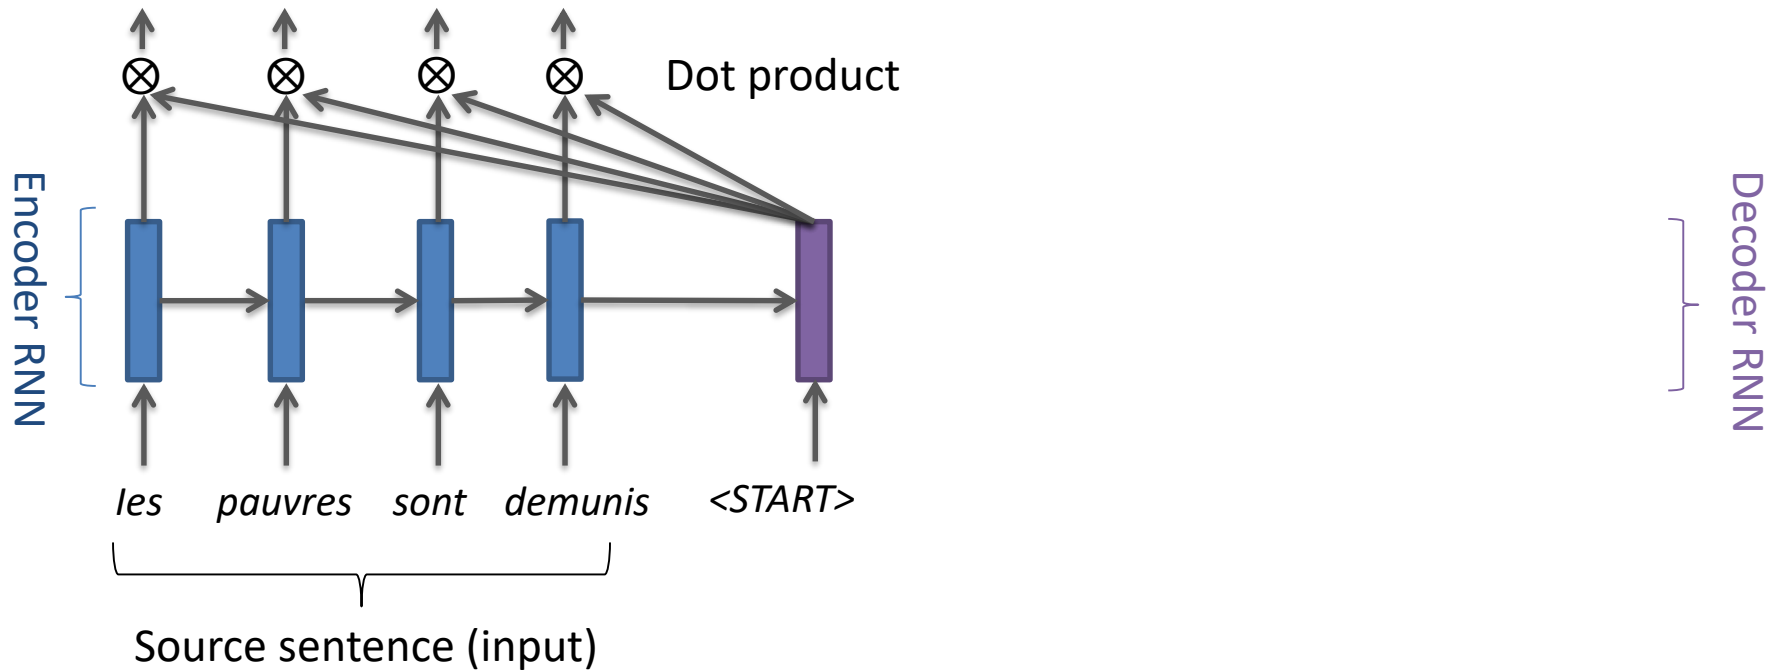 Dot product
Encoder RNN
Decoder RNN
les pauvres sont demunis <START>
Source sentence (input)